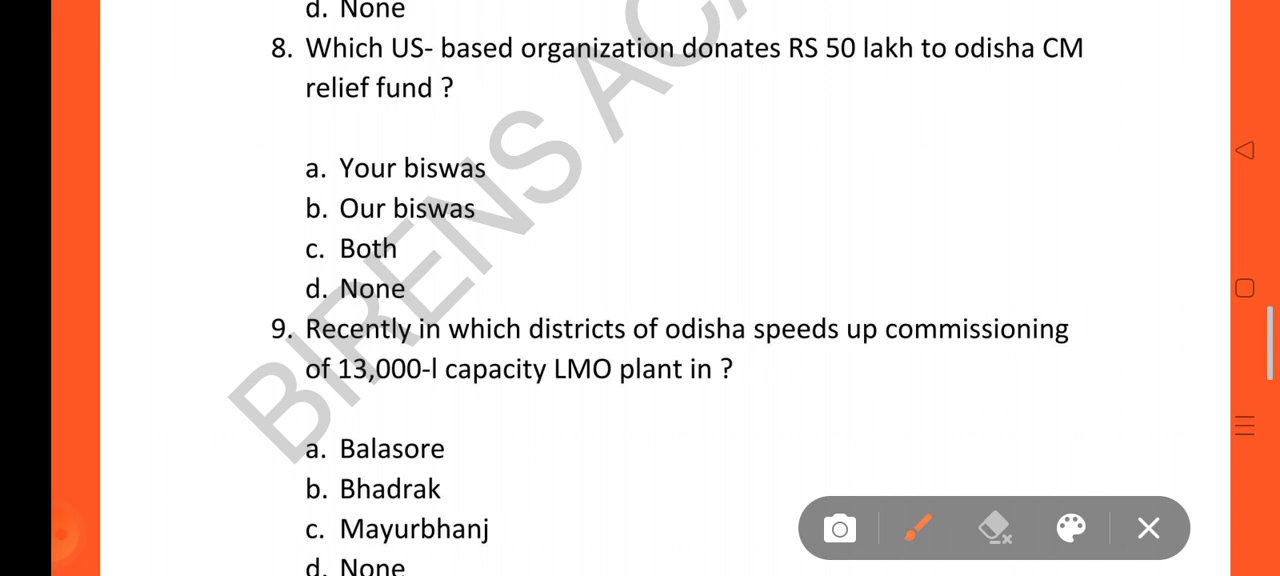 d. None
8. Which US- based organization donates RS 50 lakh to odisha CM
relief fund ?
a. Your biswas
b. Our biswas
c. Both
d. None
9. Recently in which districts of odisha speeds up commissioning
of 13,000-l capacity LMO plant in ?
a. Balasore
b. Bhadrak
c. Mayurbhanj
d. None
BIRENS AC